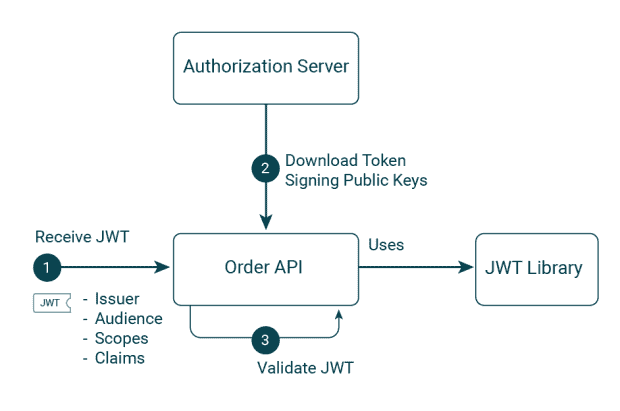 Authorization Server
2
Download Token
Signing Public Keys
Receive JWT
1
Order API
Uses
JWT Library
JWT
- Issuer
- Audience
- Scopes
- Claims
3
Validate JWT